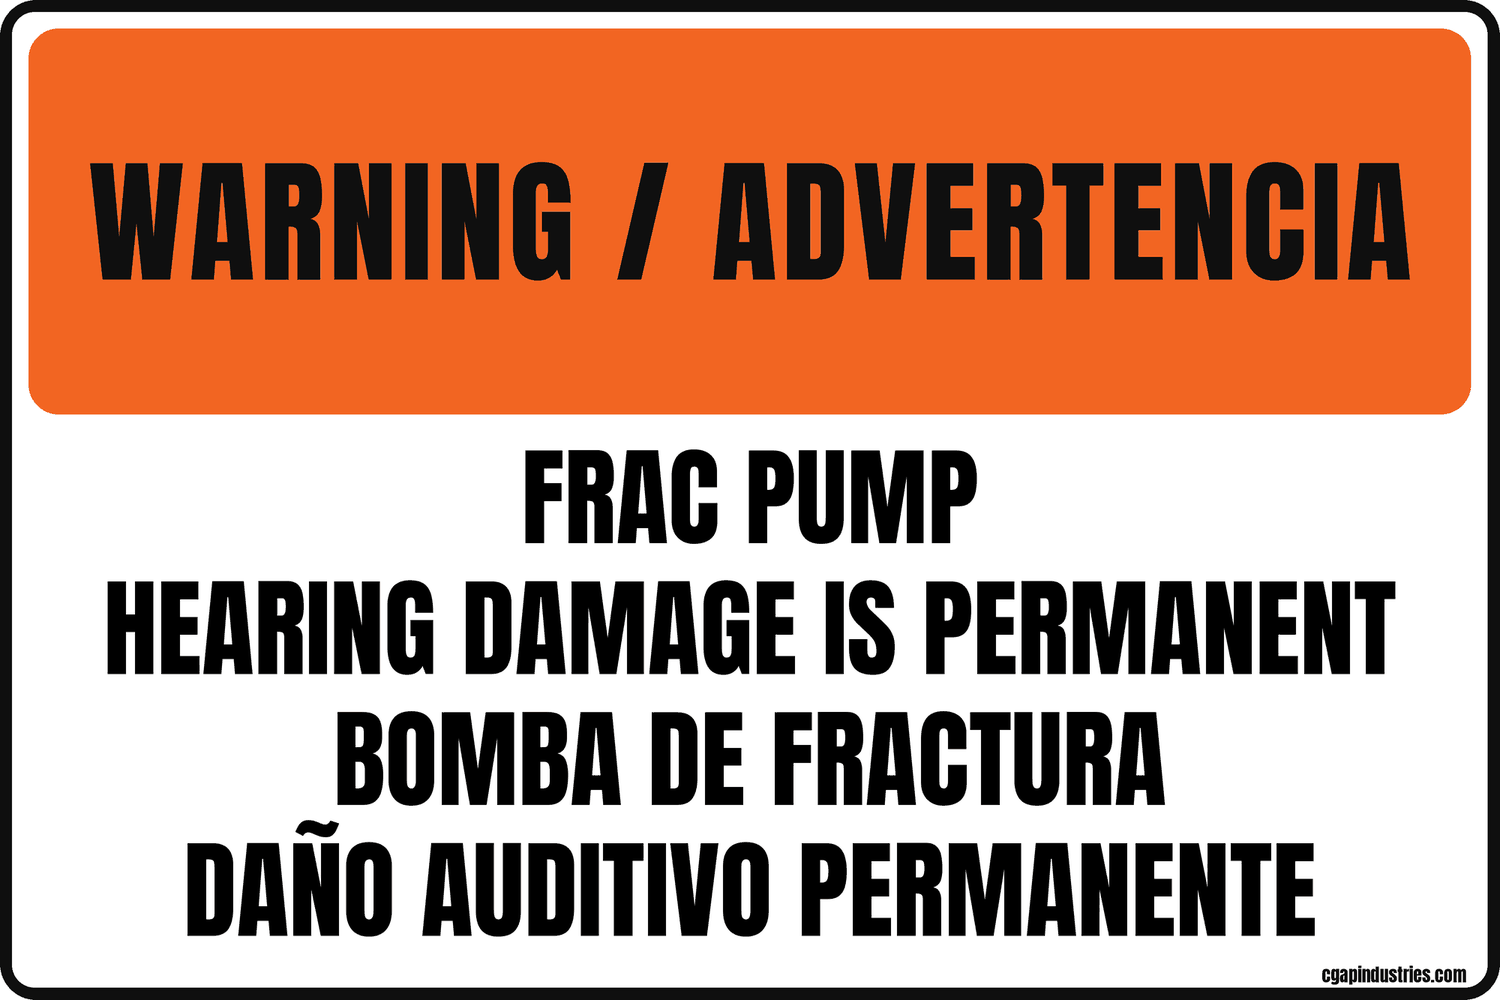 WARNING / ADVERTENCIA
FRAC PUMP
HEARING DAMAGE IS PERMANENT
BOMBA DE FRACTURA
DAÑO AUDITIVO PERMANENTE
cgapindustries.com